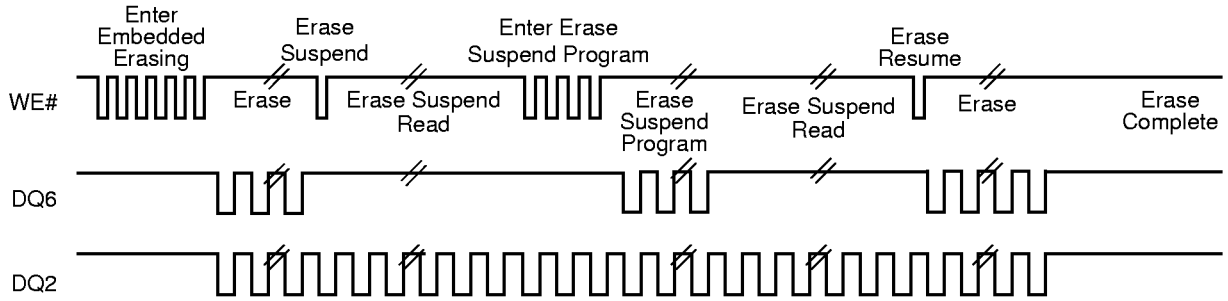 Enter
Embedded
Erasing
Erase
Suspend
Enter Erase
Suspend Program
Erase
Resume
WE#
Erase
Erase Suspend
Read
Erase
Suspend
Program
Erase Suspend
Read
Erase
Erase
Complete
DQ6
DQ2